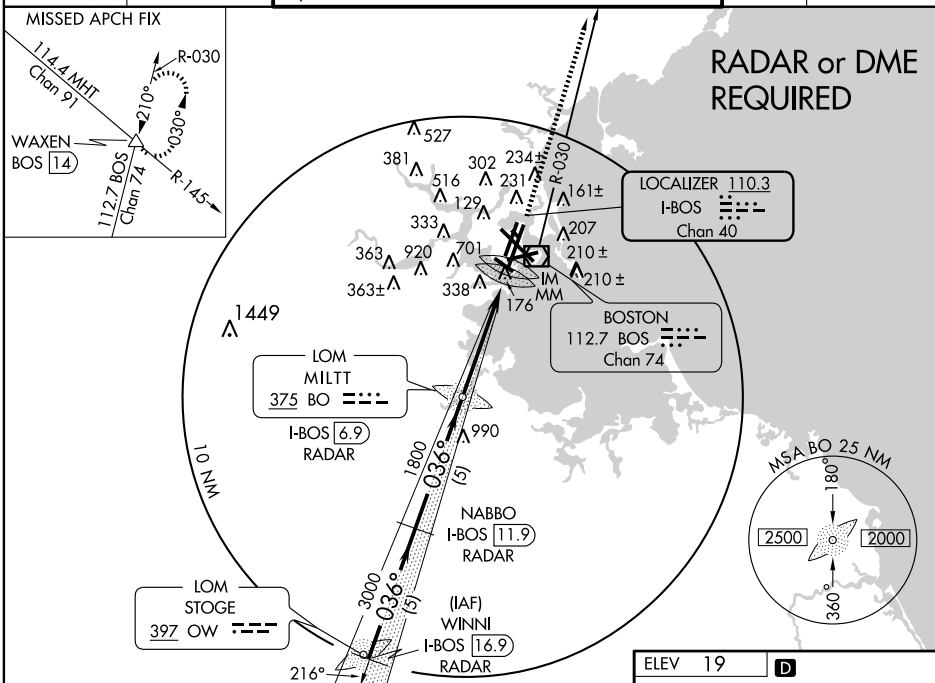 MISSED APCH FIX
114.4 MHT
Chan 91
R-030
210°
030°
WAXEN
BOS 14
112.7 BOS
Chan 74
R-145
RADAR or DME
REQUIRED
527
381
302
234±
516
231
129
161±
333
207
R-030
LOCALIZER 110.3
I-BOS
Chan 40
363
920
701
210 ±
210 ±
363±
338
176
IM
MM
1449
BOSTON
112.7 BOS
Chan 74
LOM
MILTT
375 BO
I-BOS 6.9
RADAR
990
1800
036°
(5)
10 NM
NABBO
I-BOS 11.9
RADAR
3000
036°
(5)
LOM
STOGE
397 OW
(IAF)
WINNI
I-BOS 16.9
RADAR
216°
MSA BO 25 NM
180°
2500
2000
360°
ELEV 19
D